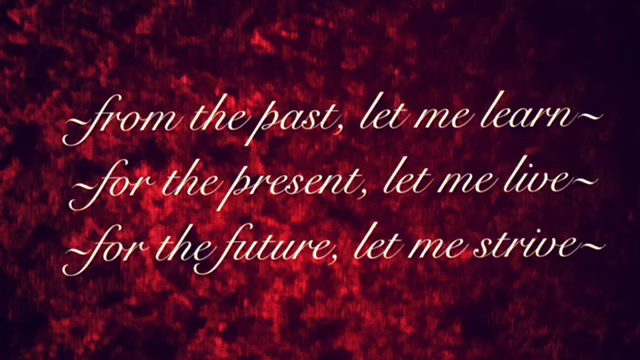 ~from the past, let me learn~
~for the present, let me live~
~for the future, let me strive~